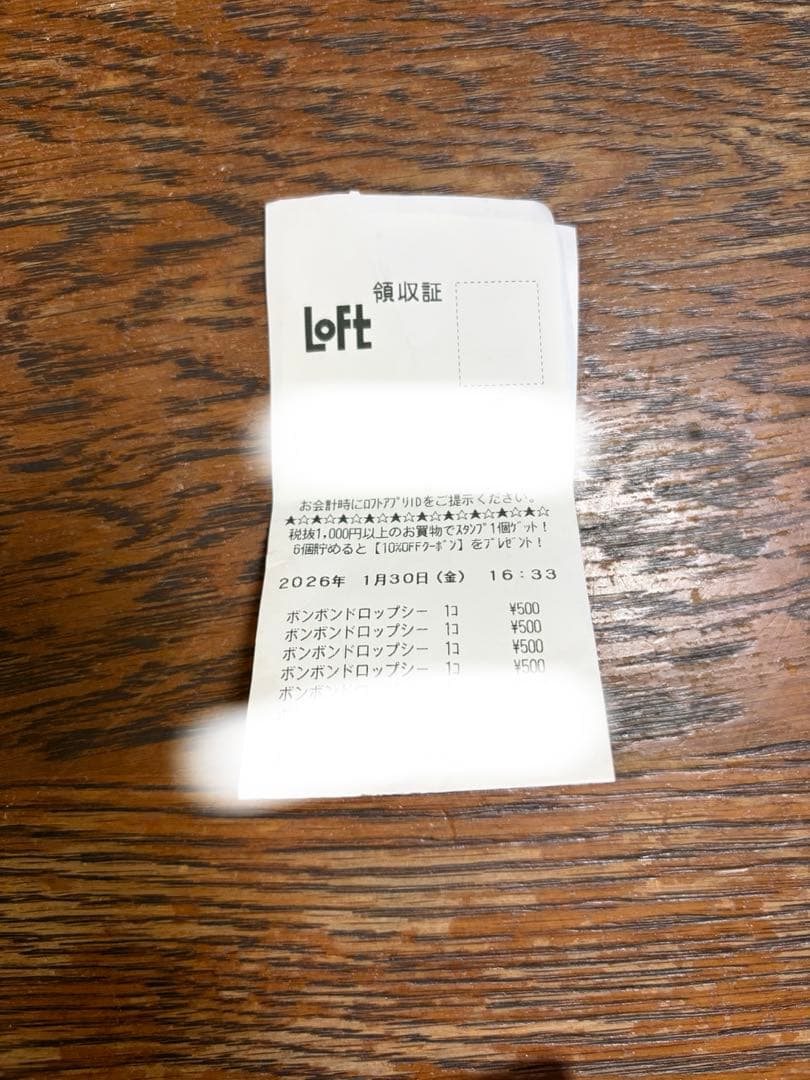 領収証
LoFt
お会計時にﾛﾌﾄｱﾌﾟﾘIDをご提示ください。
★☆★☆★☆★☆★☆★☆★☆★☆★☆★☆★☆
税抜1,000円以上のお買物でｽﾀﾝﾌﾟ1個ｹﾞｯﾄ!
6個貯めると【10%OFFｸｰﾎﾟﾝ】をﾌﾟﾚｾﾞﾝﾄ!
2026年 1月30日(金) 16:33
ボンボンドロップシー 1コ ¥500
ボンボンドロップシー 1コ ¥500
ボンボンドロップシー 1コ ¥500
ボンボンドロップシー 1コ ¥500
ボンボンドロ